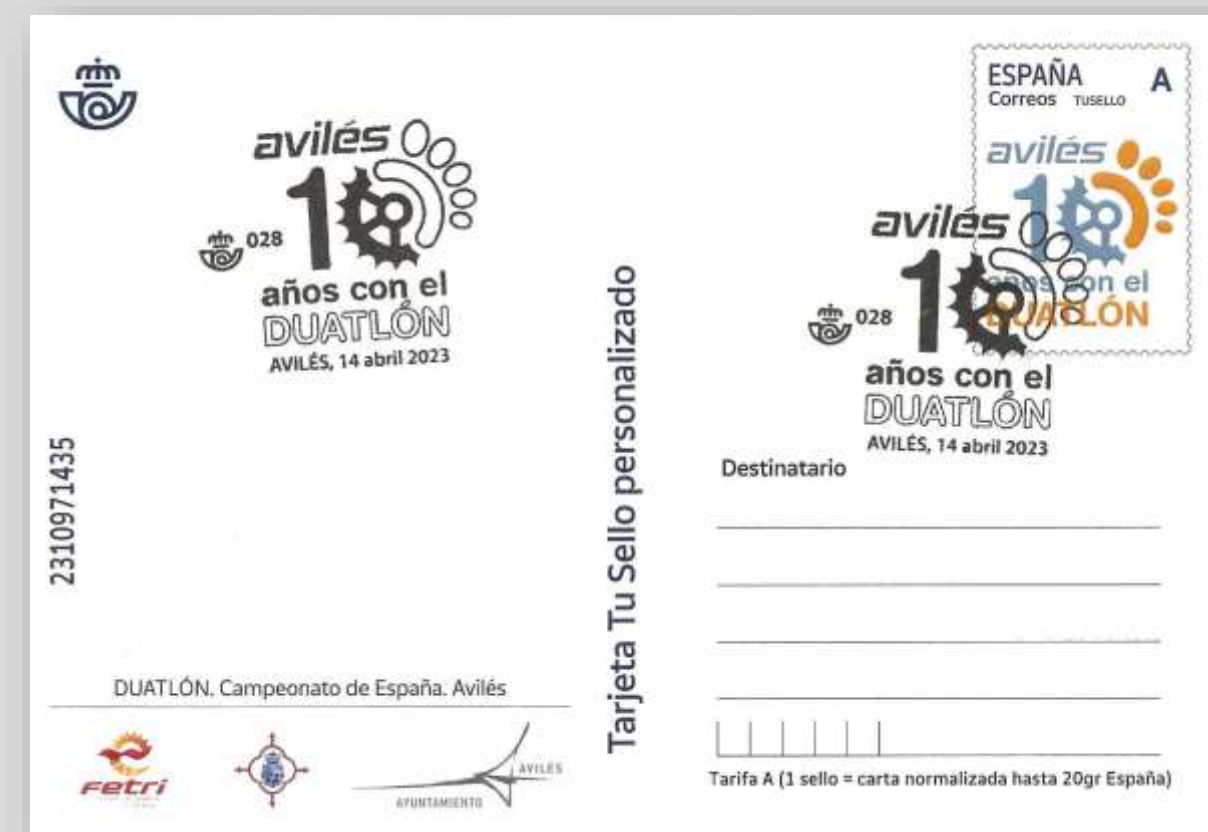 avilés
10
028
años con el
DUATLÓN
AVILÉS, 14 abril 2023
2310971435
DUATLÓN. Campeonato de España. Avilés
Fetri
AYUNTAMIENTO AVILÉS
Tarjeta Tu Sello personalizado
ESPAÑA A
Correos TUSELLO
avilés
10
años con el
DUATLÓN
avilés
10
028
años con el
DUATLÓN
AVILÉS, 14 abril 2023
Destinatario
Tarifa A (1 sello = carta normalizada hasta 20gr España)